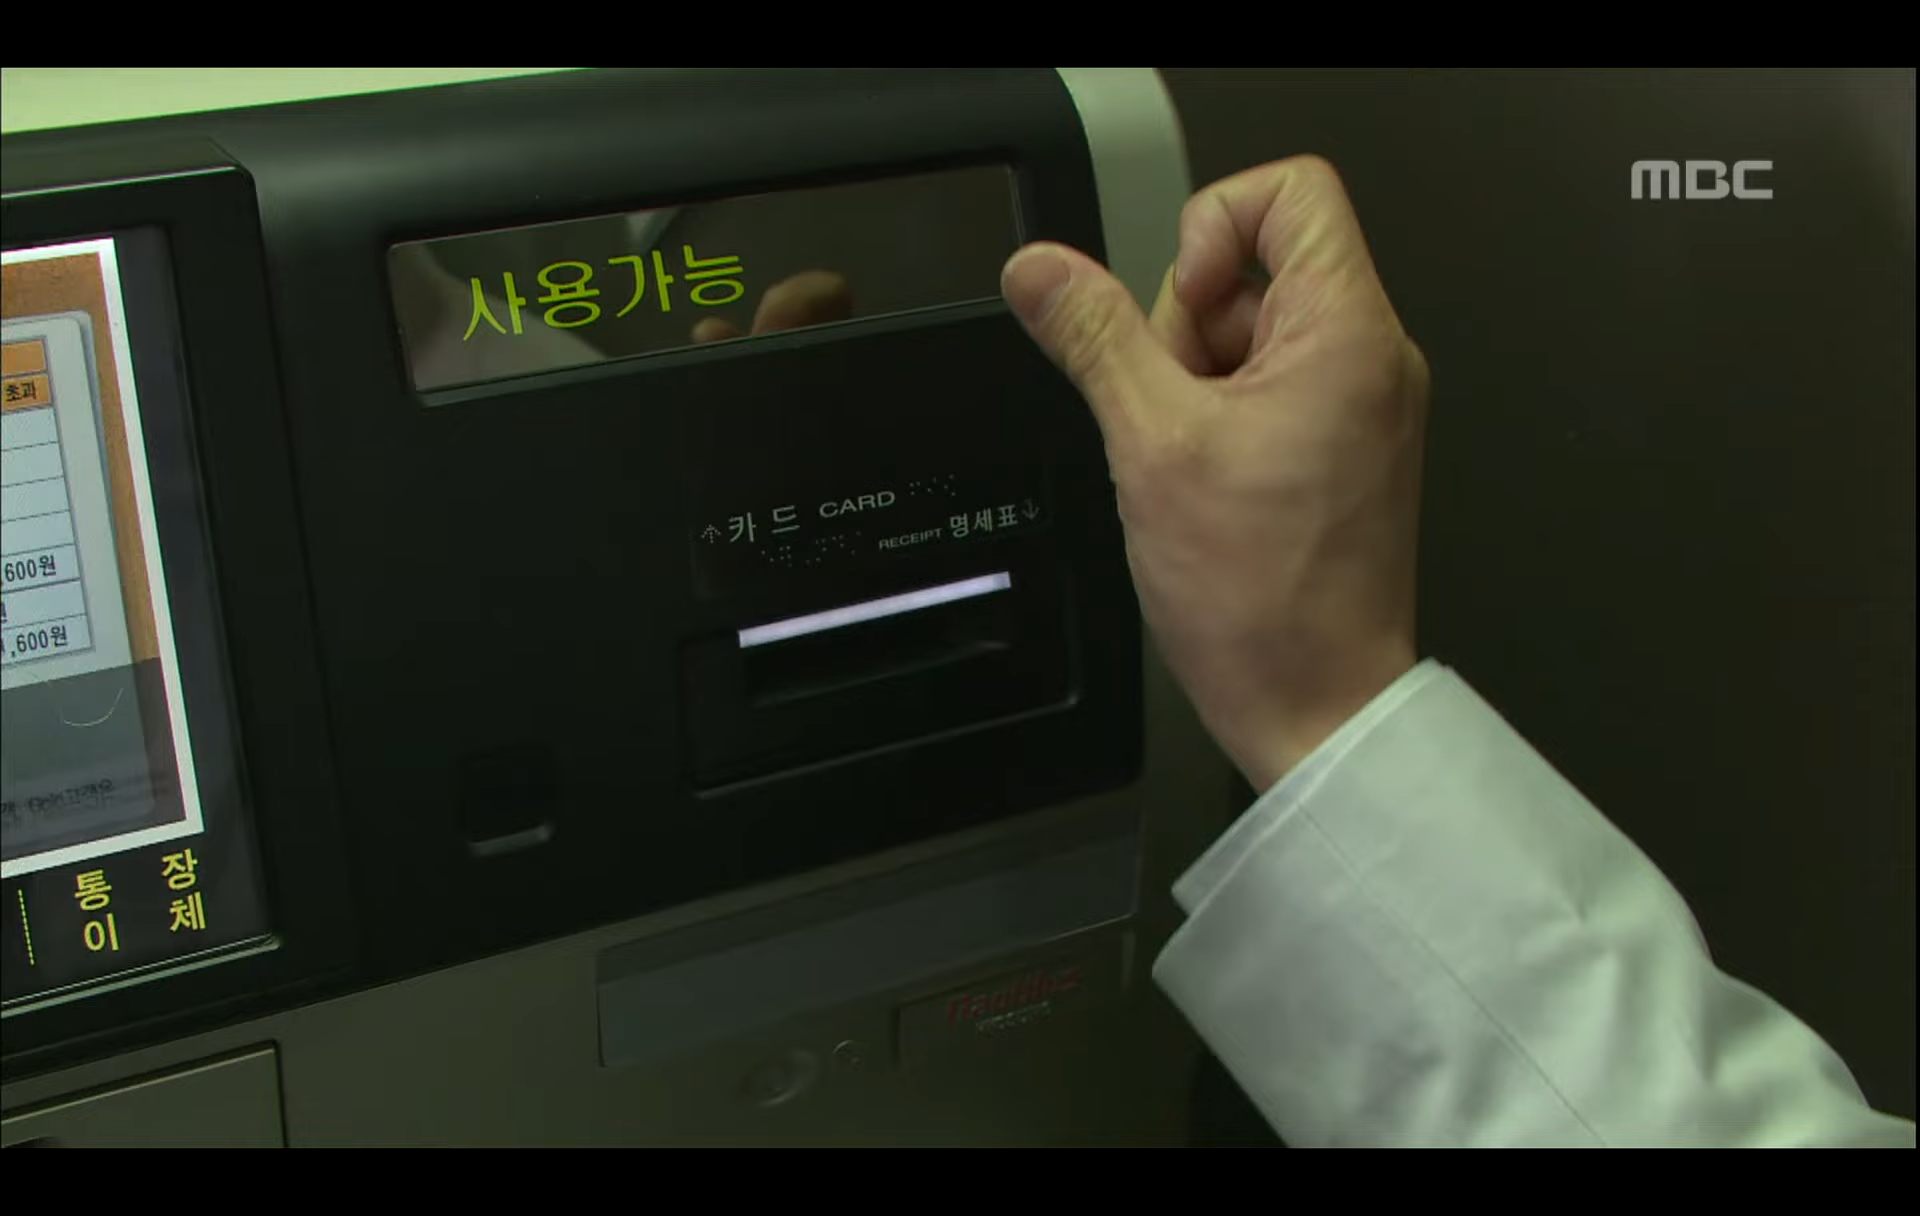 MBC
사용가능
초과
카드 CARD
RECEIPT 명세표
,600원
,600원
통장
이체
Nautilus